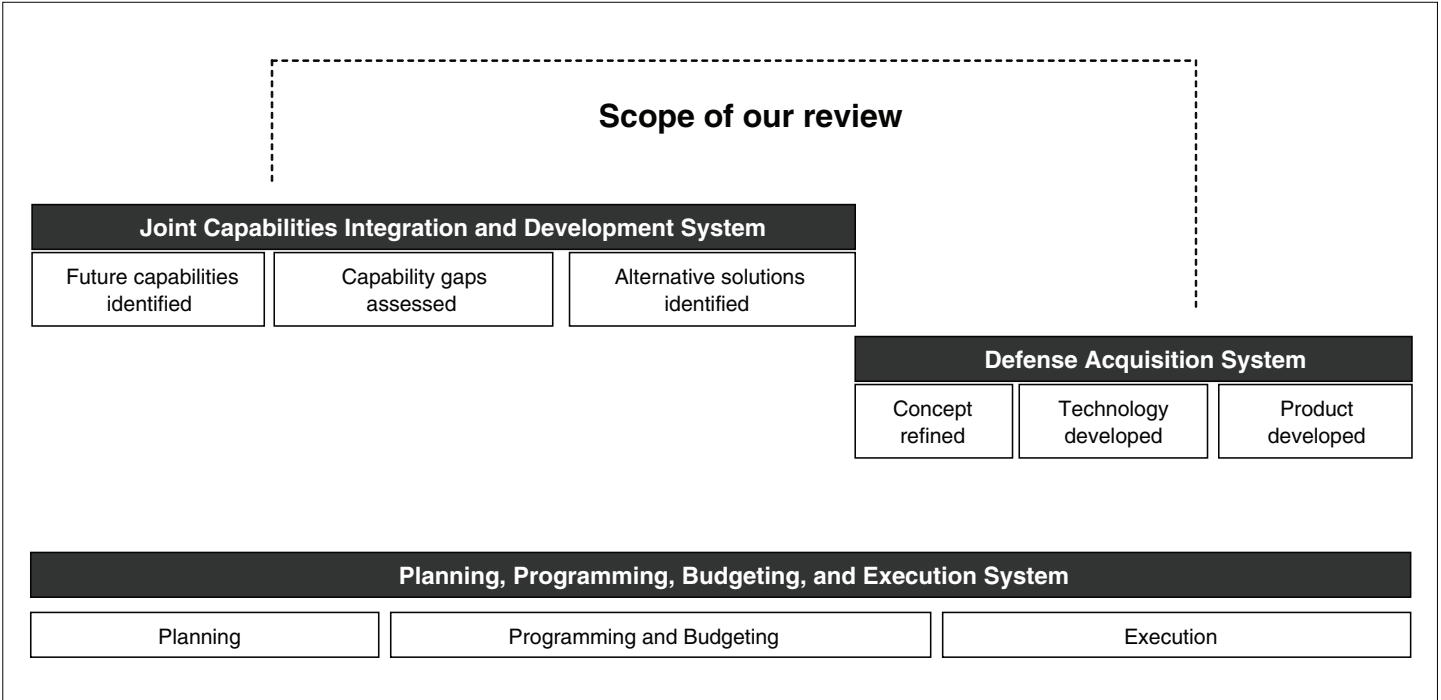 Scope of our review
Joint Capabilities Integration and Development System
Future capabilities
identified
Capability gaps
assessed
Alternative solutions
identified
Defense Acquisition System
Concept
refined
Technology
developed
Product
developed
Planning, Programming, Budgeting, and Execution System
Planning
Programming and Budgeting
Execution